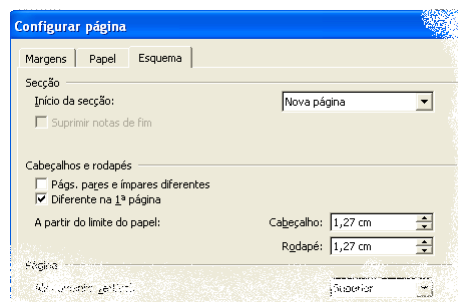 Configurar página
Margens Papel Esquema
Secção
Início da secção: Nova página
Suprimir notas de fim
Cabeçalhos e rodapés
Págs. pares e ímpares diferentes
Diferente na 1ª página
A partir do limite do papel: Cabeçalho: 1,27 cm
Rodapé: 1,27 cm
Página
vertical: Superior